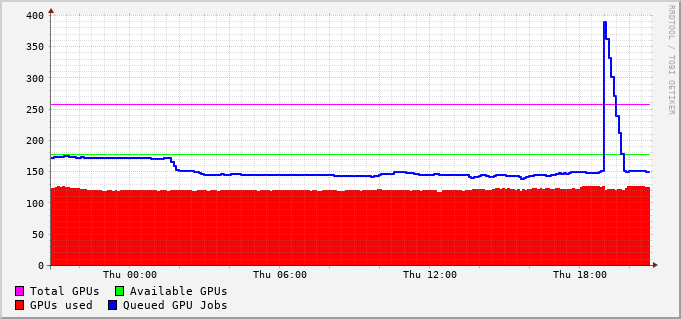 400
350
300
250
200
150
100
50
0
Thu 00:00 Thu 06:00 Thu 12:00 Thu 18:00
Total GPUs Available GPUs
GPUs used Queued GPU Jobs
RRDTOOL / TOBI OETIKER